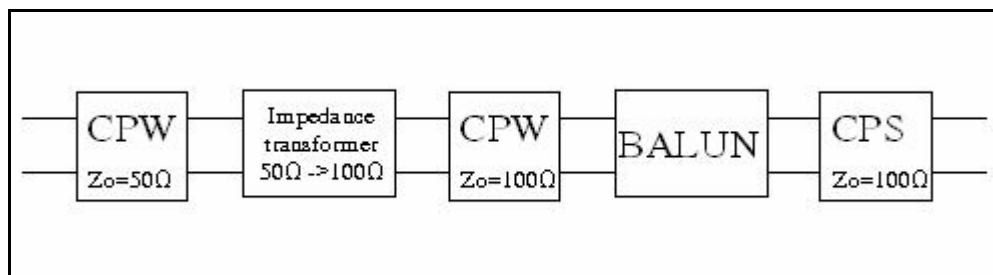 CPW
Zo=50Ω
Impedance
transformer
50Ω ->100Ω
CPW
Zo=100Ω
BALUN
CPS
Zo=100Ω